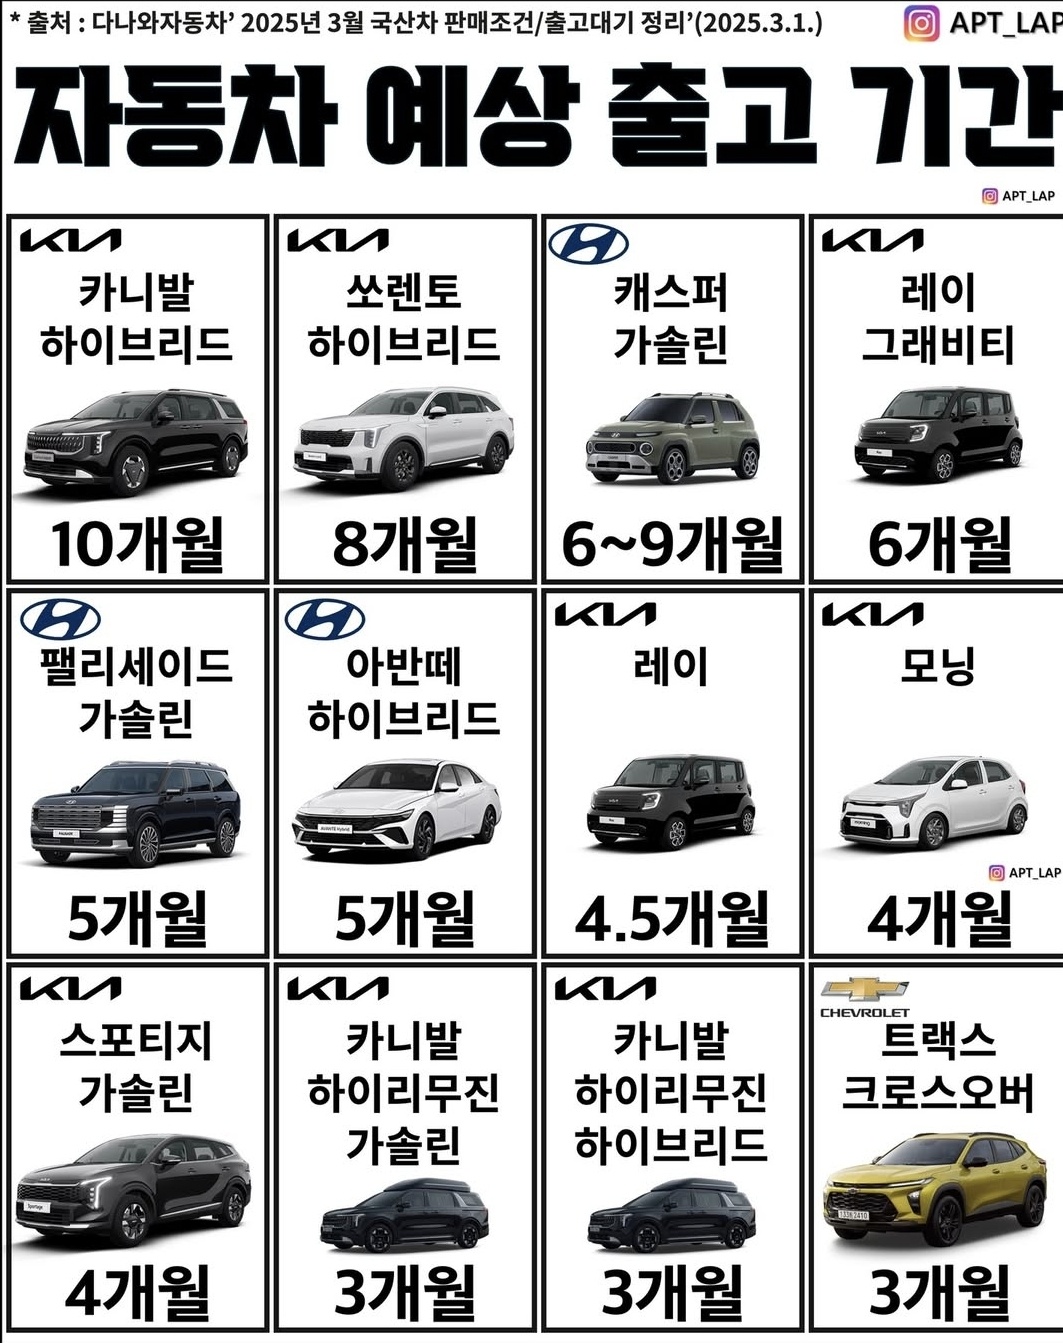 * 출처 : 다나와자동차’ 2025년 3월 국산차 판매조건/출고대기 정리’(2025.3.1.)
APT_LAP
자동차 예상 출고 기간
APT_LAP
KIA
카니발
하이브리드
10개월
KIA
쏘렌토
하이브리드
8개월
캐스퍼
가솔린
6~9개월
KIA
레이
그래비티
6개월
팰리세이드
가솔린
5개월
아반떼
하이브리드
AVANTE Hybrid
5개월
KIA
레이
Ray
4.5개월
KIA
모닝
morning
APT_LAP
4개월
KIA
스포티지
가솔린
Sportage
4개월
KIA
카니발
하이리무진
가솔린
3개월
KIA
카니발
하이리무진
하이브리드
3개월
CHEVROLET
트랙스
크로스오버
3개월